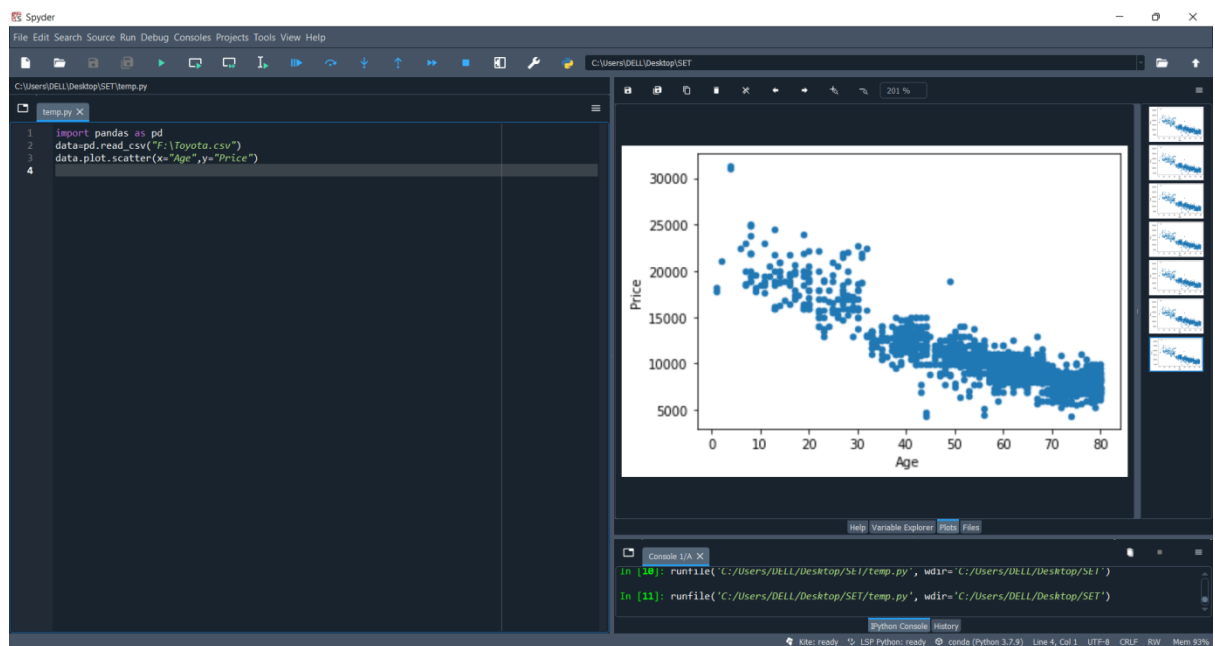 Spyder
File Edit Search Source Run Debug Consoles Projects Tools View Help
C:\Users\DELL\Desktop\SET
C:\Users\DELL\Desktop\SET\temp.py
temp.py
1 import pandas as pd
2 data=pd.read_csv("F:\Toyota.csv")
3 data.plot.scatter(x="Age",y="Price")
4
201 %
30000
25000
20000
15000
10000
5000
Price
0 10 20 30 40 50 60 70 80
Age
Help Variable Explorer Plots Files
Console 1/A
In [10]: runfile('C:/Users/DELL/Desktop/SET/temp.py', wdir='C:/Users/DELL/Desktop/SET')
In [11]: runfile('C:/Users/DELL/Desktop/SET/temp.py', wdir='C:/Users/DELL/Desktop/SET')
IPython Console History
Kite: ready LSP Python: ready conda (Python 3.7.9) Line 4, Col 1 UTF-8 CRLF RW Mem 93%